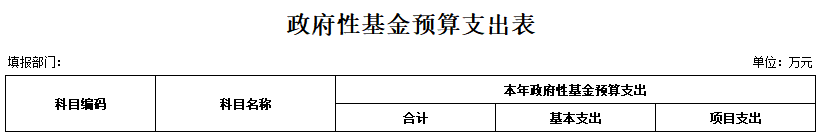 政府性基金预算支出表
填报部门： 单位：万元
科目编码 科目名称 本年政府性基金预算支出
合计 基本支出 项目支出